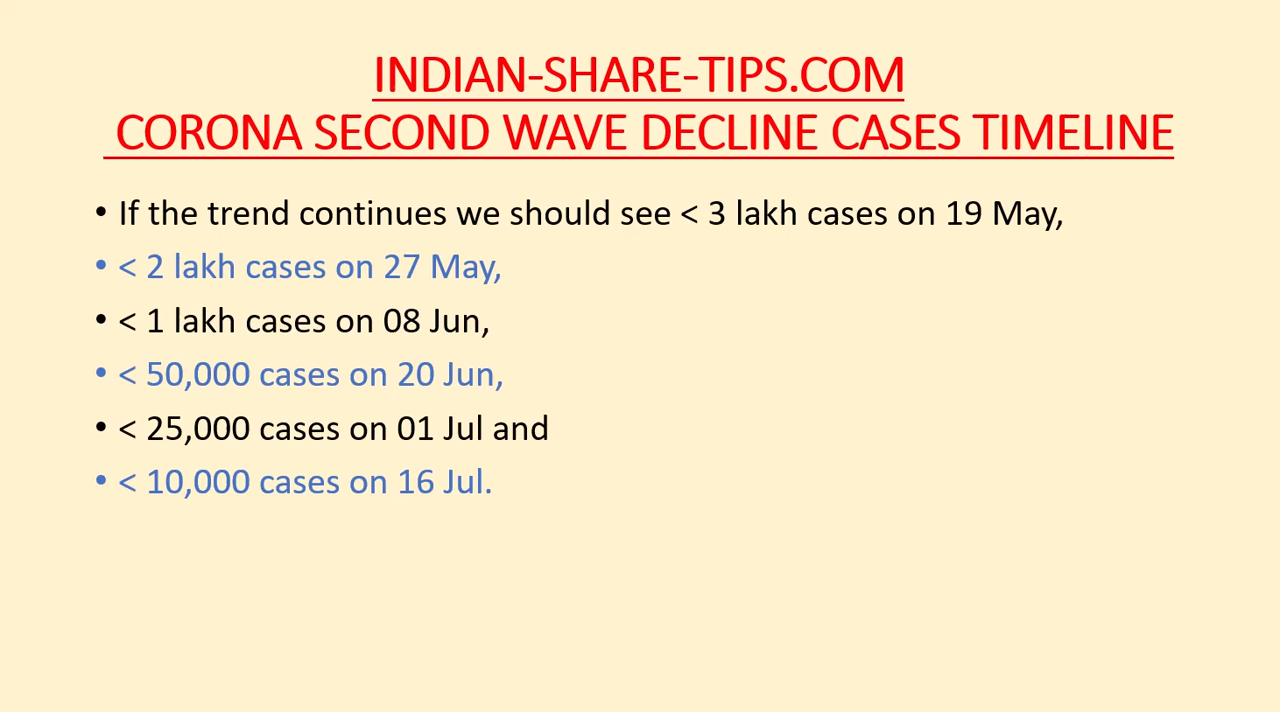 INDIAN-SHARE-TIPS.COM
CORONA SECOND WAVE DECLINE CASES TIMELINE
• If the trend continues we should see < 3 lakh cases on 19 May,
• < 2 lakh cases on 27 May,
• < 1 lakh cases on 08 Jun,
• < 50,000 cases on 20 Jun,
• < 25,000 cases on 01 Jul and
• < 10,000 cases on 16 Jul.